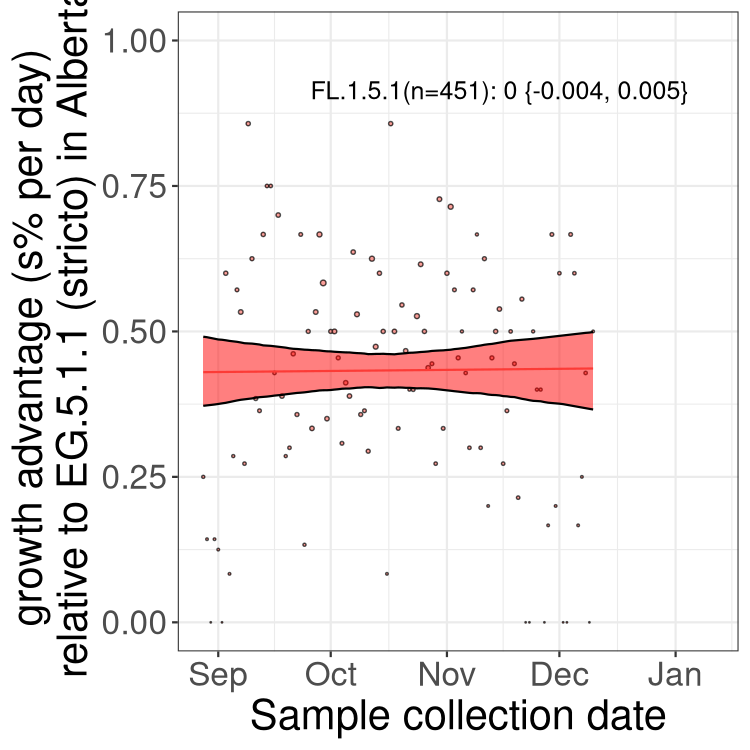 growth advantage (s% per day)
relative to EG.5.1.1 (stricto) in Alberta
1.00
0.75
0.50
0.25
0.00
FL.1.5.1(n=451): 0 {-0.004, 0.005}
Sep Oct Nov Dec Jan
Sample collection date